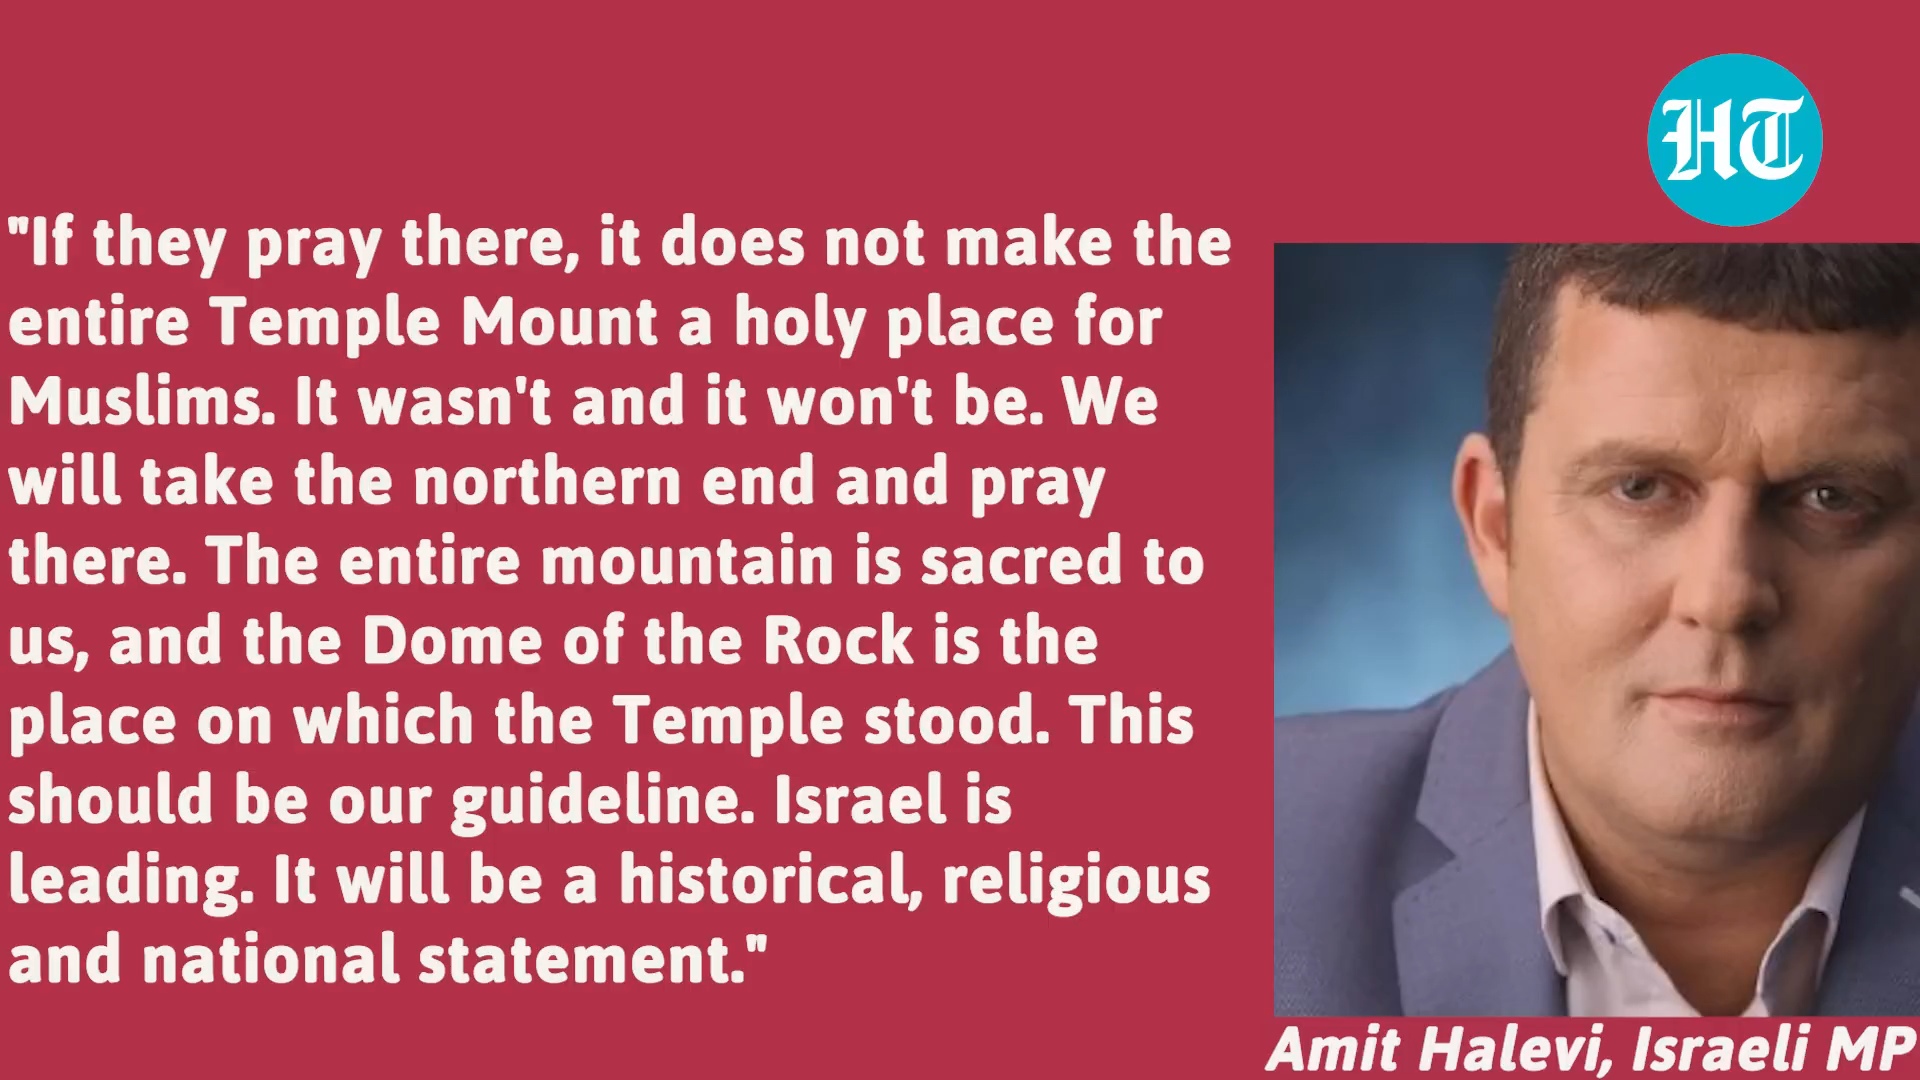 HT
"If they pray there, it does not make the
entire Temple Mount a holy place for
Muslims. It wasn't and it won't be. We
will take the northern end and pray
there. The entire mountain is sacred to
us, and the Dome of the Rock is the
place on which the Temple stood. This
should be our guideline. Israel is
leading. It will be a historical, religious
and national statement."
Amit Halevi, Israeli MP